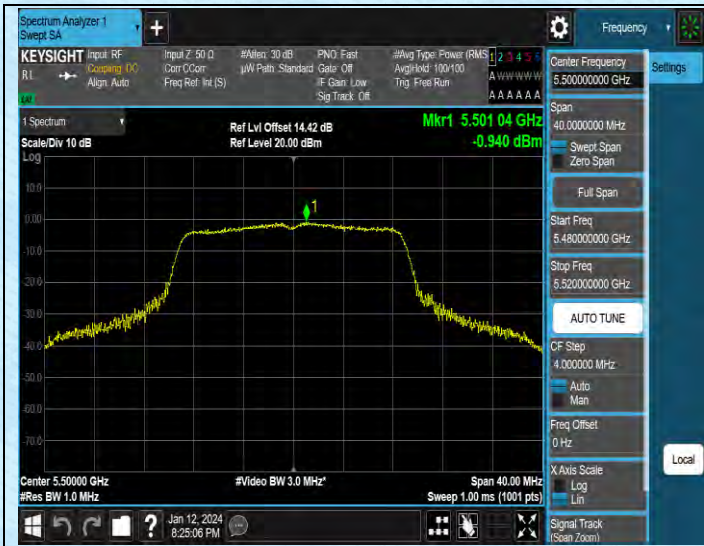 Spectrum Analyzer 1
Swept SA
+
Frequency
KEYSIGHT
RL
Input: RF
Coupling: DC
Align: Auto
Input Z: 50 Ω
Corr CCorr
Freq Ref: Int (S)
#Atten: 30 dB
µW Path: Standard
PNO: Fast
Gate: Off
IF Gain: Low
Sig Track: Off
#Avg Type: Power (RMS
Avg|Hold: 100/100
Trig: Free Run
1 2 3 4 5 6
A W W W W W
A A A A A A
Center Frequency
5.500000000 GHz
Settings
Span
40.0000000 MHz
Swept Span
Zero Span
Full Span
Start Freq
5.480000000 GHz
Stop Freq
5.520000000 GHz
AUTO TUNE
CF Step
4.000000 MHz
Auto
Man
Freq Offset
0 Hz
X Axis Scale
Log
Lin
Signal Track
(Span Zoom)
Local
1 Spectrum
Scale/Div 10 dB
Log
Ref Lvl Offset 14.42 dB
Ref Level 20.00 dBm
Mkr1 5.501 04 GHz
-0.940 dBm
10.0
0.00
1
-10.0
-20.0
-30.0
-40.0
-50.0
-60.0
-70.0
Center 5.50000 GHz
#Res BW 1.0 MHz
#Video BW 3.0 MHz*
Span 40.00 MHz
Sweep 1.00 ms (1001 pts)
?
Jan 12, 2024
8:25:06 PM